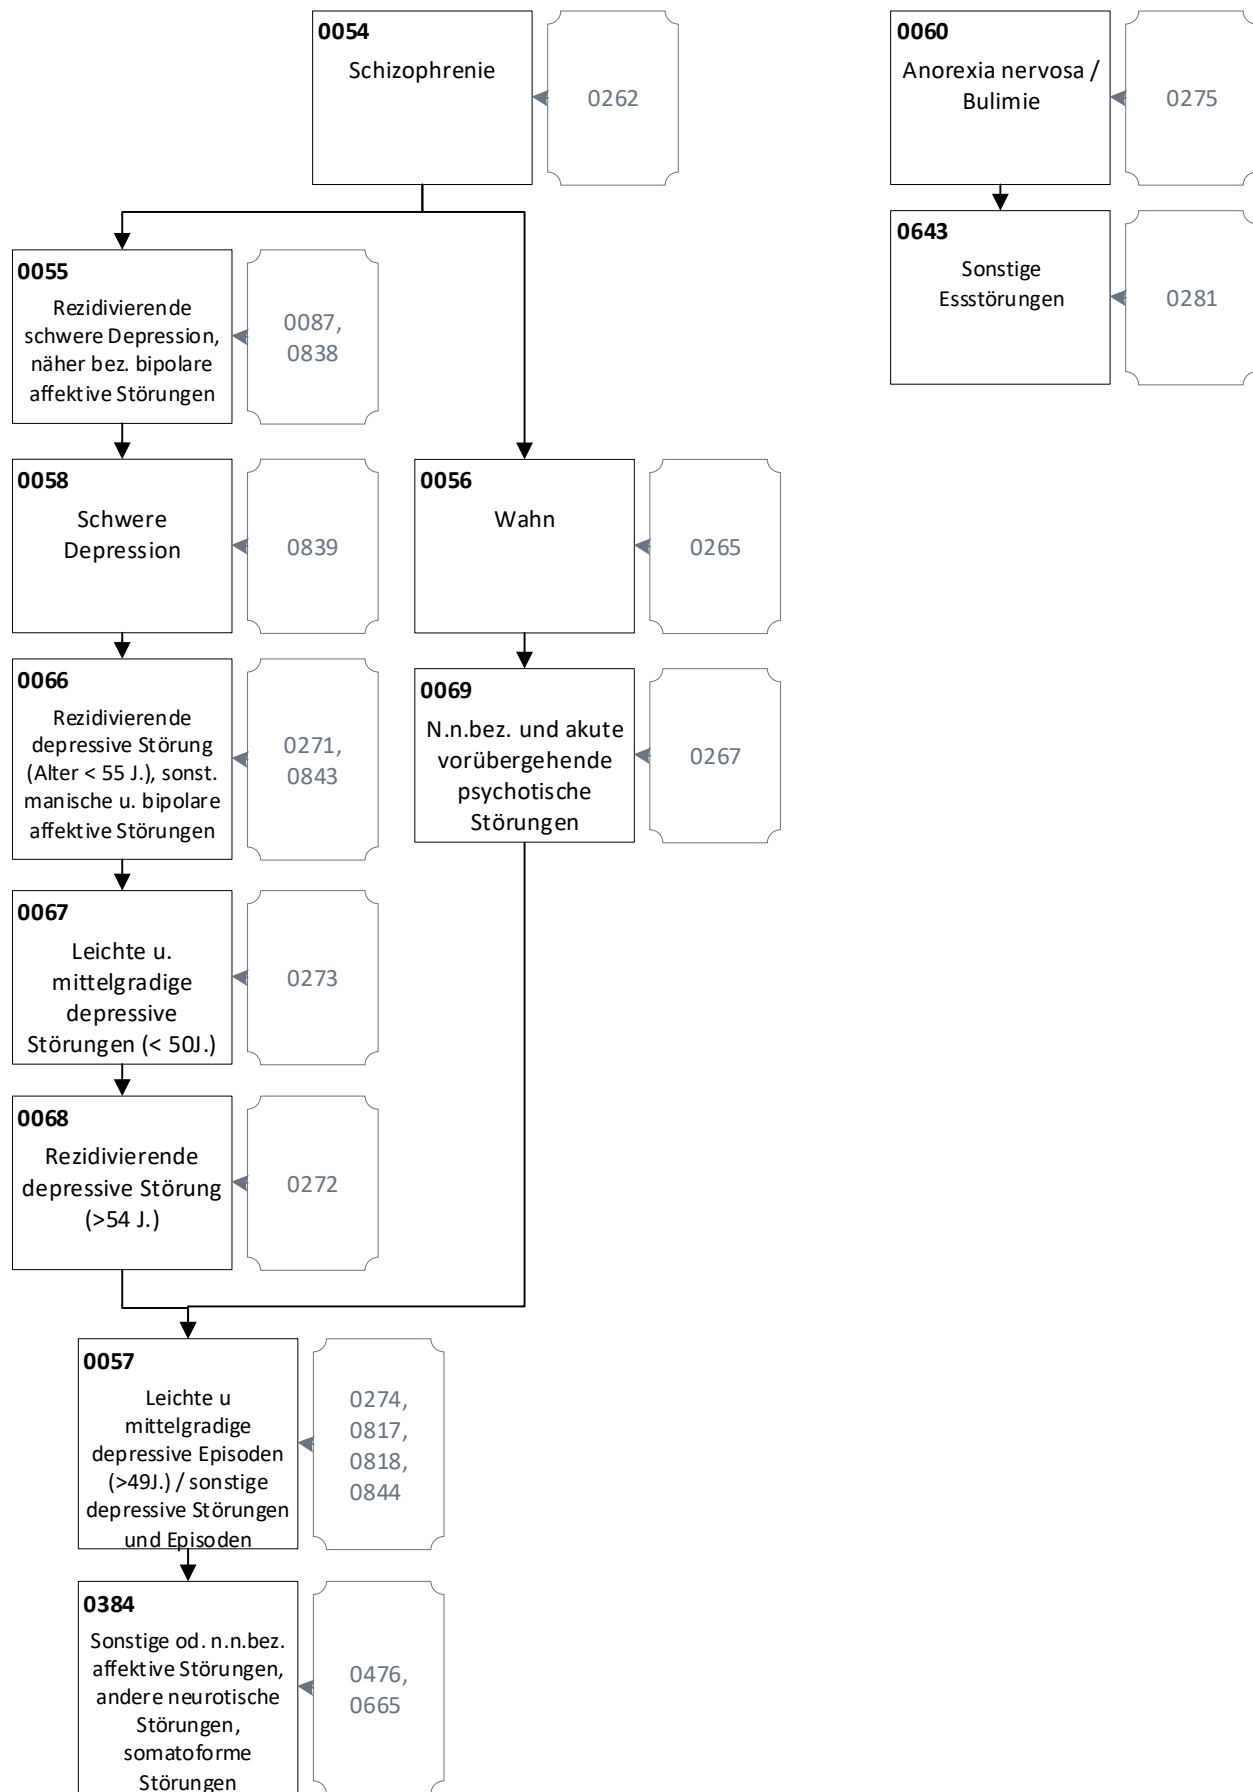 0054
Schizophrenie
0262
0060
Anorexia nervosa /
Bulimie
0275
0643
Sonstige
Essstörungen
0281
0055
Rezidivierende
schwere Depression,
näher bez. bipolare
affektive Störungen
0087,
0838
0058
Schwere
Depression
0839
0056
Wahn
0265
0066
Rezidivierende
depressive Störung
(Alter < 55 J.), sonst.
manische u. bipolare
affektive Störungen
0271,
0843
0069
N.n.bez. und akute
vorübergehende
psychotische
Störungen
0267
0067
Leichte u.
mittelgradige
depressive
Störungen (< 50J.)
0273
0068
Rezidivierende
depressive Störung
(>54 J.)
0272
0057
Leichte u
mittelgradige
depressive Episoden
(>49J.) / sonstige
depressive Störungen
und Episoden
0274,
0817,
0818,
0844
0384
Sonstige od. n.n.bez.
affektive Störungen,
andere neurotische
Störungen,
somatoforme
Störungen
0476,
0665